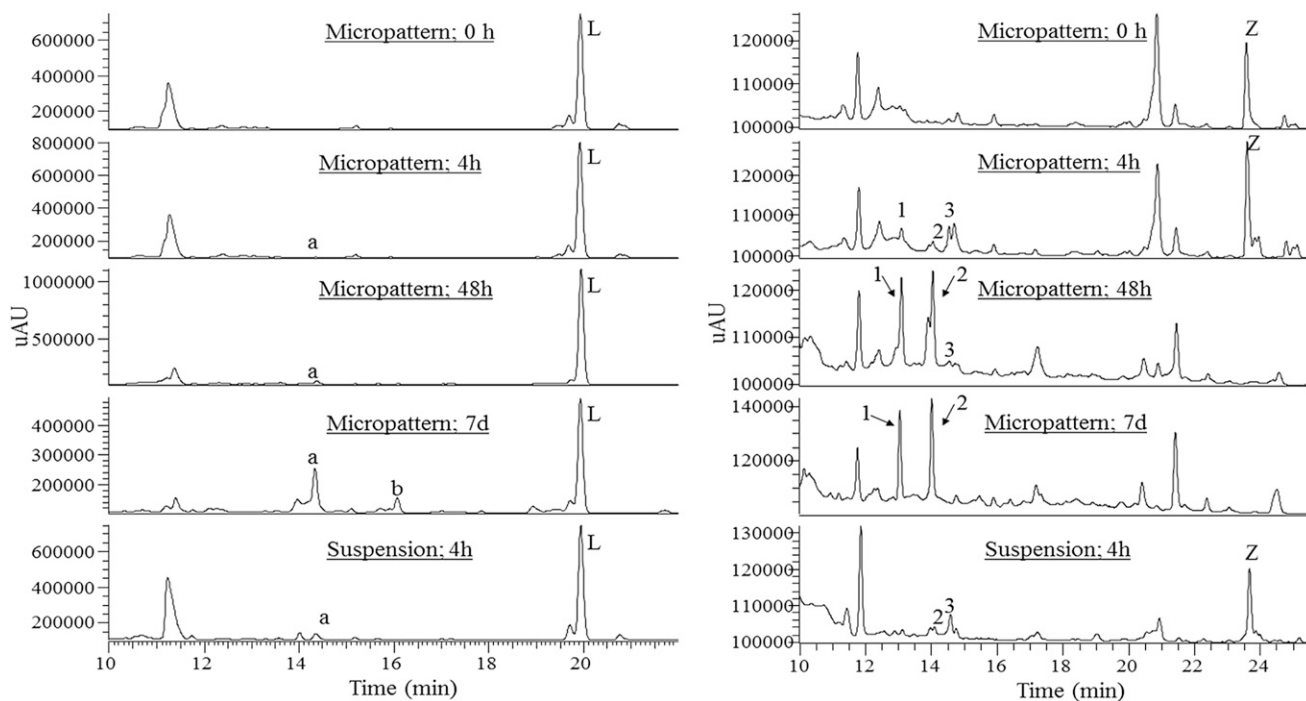 Micropattern; 0 h
L
600000
400000
200000
Micropattern; 4h
L
a
800000
600000
400000
200000
Micropattern; 48h
L
a
1000000
500000
uAU
Micropattern; 7d
L
a
b
400000
300000
200000
Suspension; 4h
L
a
600000
400000
200000
10 12 14 16 18 20
Time (min)
Micropattern; 0 h
Z
120000
110000
100000
Micropattern; 4h
Z
1 2 3
120000
110000
100000
Micropattern; 48h
1 2
3
120000
110000
100000
uAU
Micropattern; 7d
1 2
140000
120000
Suspension; 4h
Z
2 3
130000
120000
110000
100000
10 12 14 16 18 20 22 24
Time (min)